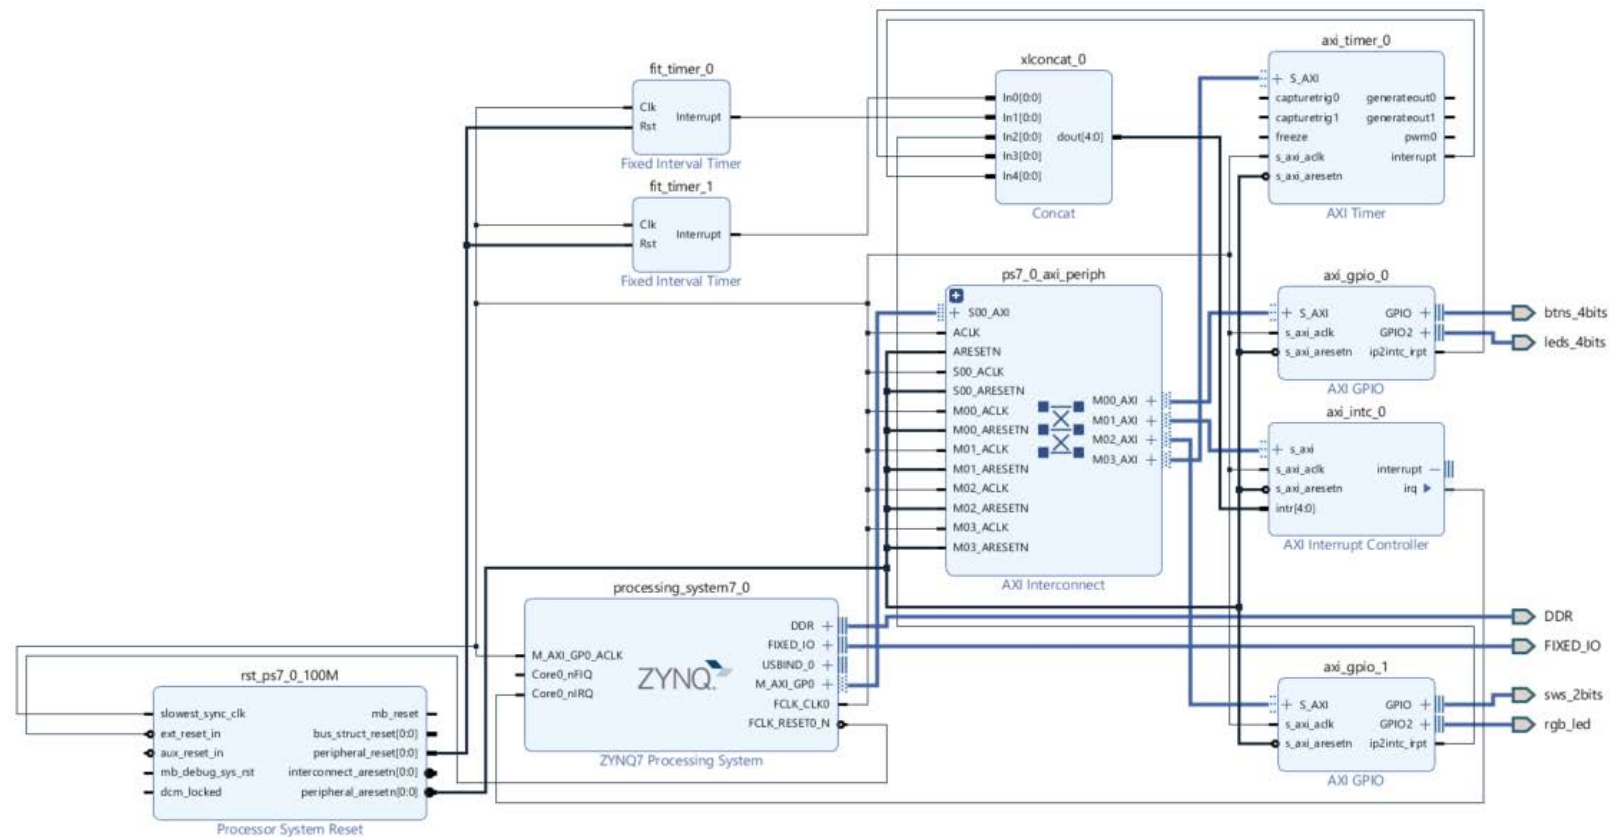 fit_timer_0
Clk
Rst
Interrupt
Fixed Interval Timer
fit_timer_1
Clk
Rst
Interrupt
Fixed Interval Timer
xlconcat_0
In0[0:0]
In1[0:0]
In2[0:0]
In3[0:0]
In4[0:0]
dout[4:0]
Concat
axi_timer_0
S_AXI
capturetrig0
capturetrig1
freeze
s_axi_aclk
s_axi_aresetn
generateout0
generateout1
pwm0
interrupt
AXI Timer
ps7_0_axi_periph
S00_AXI
ACLK
ARESETN
S00_ACLK
S00_ARESETN
M00_ACLK
M00_ARESETN
M01_ACLK
M01_ARESETN
M02_ACLK
M02_ARESETN
M03_ACLK
M03_ARESETN
M00_AXI
M01_AXI
M02_AXI
M03_AXI
AXI Interconnect
axi_gpio_0
S_AXI
s_axi_aclk
s_axi_aresetn
GPIO
GPIO2
ip2intc_irpt
AXI GPIO
btns_4bits
leds_4bits
axi_intc_0
s_axi
s_axi_aclk
s_axi_aresetn
intr[4:0]
interrupt
irq
AXI Interrupt Controller
processing_system7_0
M_AXI_GP0_ACLK
Core0_nFIQ
Core0_nIRQ
ZYNQ.
DDR
FIXED_IO
USBIND_0
M_AXI_GP0
FCLK_CLK0
FCLK_RESET0_N
ZYNQ7 Processing System
DDR
FIXED_IO
rst_ps7_0_100M
slowest_sync_clk
ext_reset_in
aux_reset_in
mb_debug_sys_rst
dcm_locked
mb_reset
bus_struct_reset[0:0]
peripheral_reset[0:0]
interconnect_aresetn[0:0]
peripheral_aresetn[0:0]
Processor System Reset
axi_gpio_1
S_AXI
s_axi_aclk
s_axi_aresetn
GPIO
GPIO2
ip2intc_irpt
AXI GPIO
sws_2bits
rgb_led